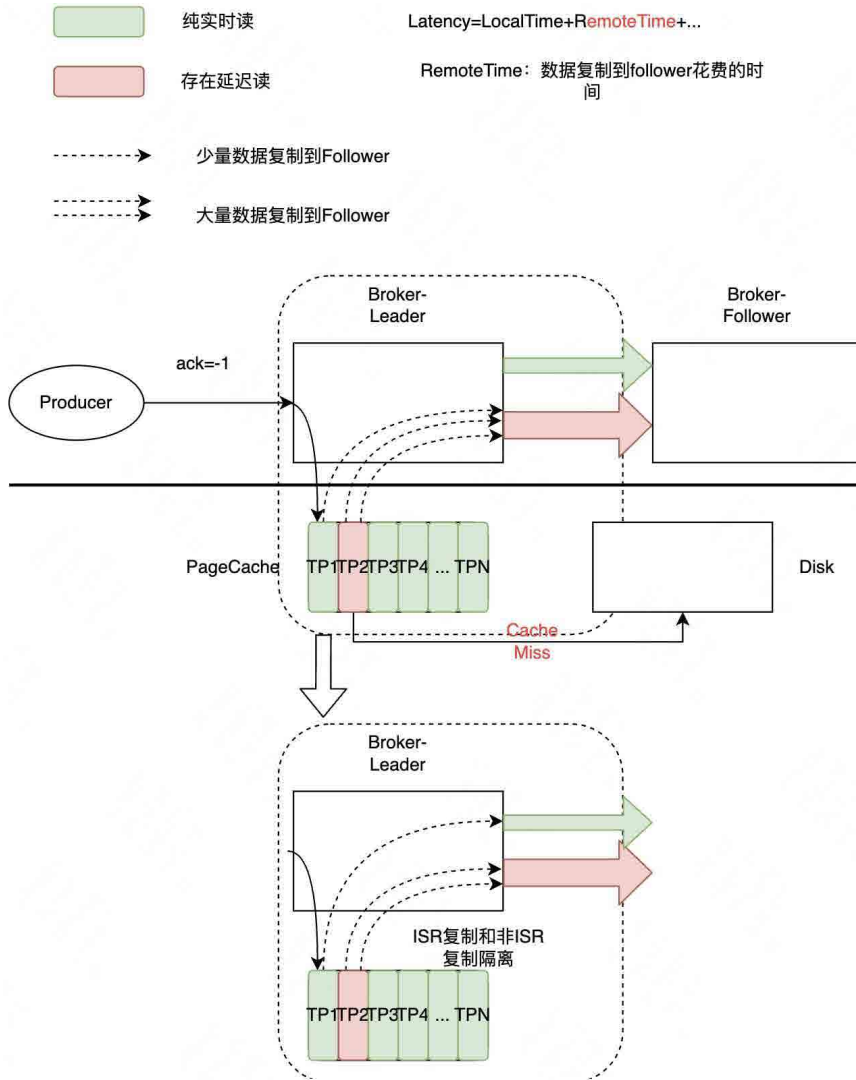 纯实时读
Latency=LocalTime+RemoteTime+...
存在延迟读
RemoteTime：数据复制到follower花费的时
间
少量数据复制到Follower
大量数据复制到Follower
Broker-
Leader
Broker-
Follower
ack=-1
Producer
PageCache
TP1 TP2 TP3 TP4 ... TPN
Disk
Cache
Miss
Broker-
Leader
ISR复制和非ISR
复制隔离
TP1 TP2 TP3 TP4 ... TPN